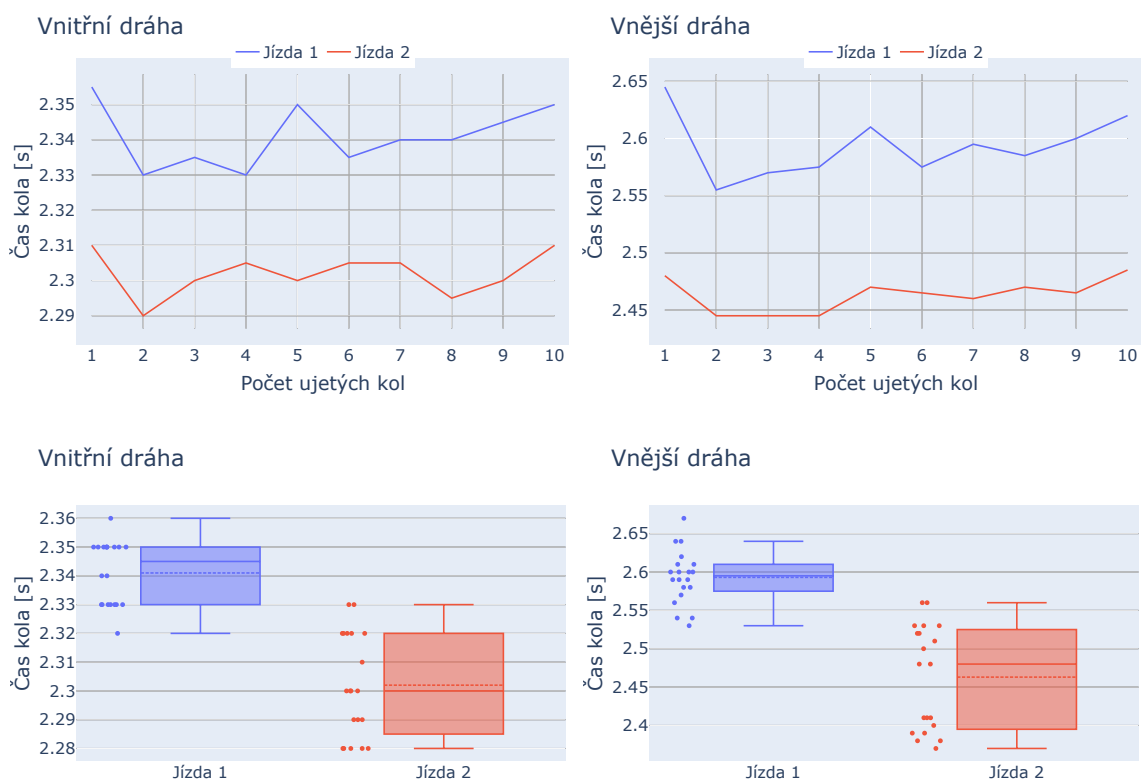 Vnitřní dráha
Jízda 1 Jízda 2
2.35
2.34
2.33
2.32
2.31
2.3
2.29
Čas kola [s]
1 2 3 4 5 6 7 8 9 10
Počet ujetých kol
Vnější dráha
Jízda 1 Jízda 2
2.65
2.6
2.55
2.5
2.45
Čas kola [s]
1 2 3 4 5 6 7 8 9 10
Počet ujetých kol
Vnitřní dráha
2.36
2.35
2.34
2.33
2.32
2.31
2.3
2.29
2.28
Čas kola [s]
Jízda 1 Jízda 2
Vnější dráha
2.65
2.6
2.55
2.5
2.45
2.4
Čas kola [s]
Jízda 1 Jízda 2